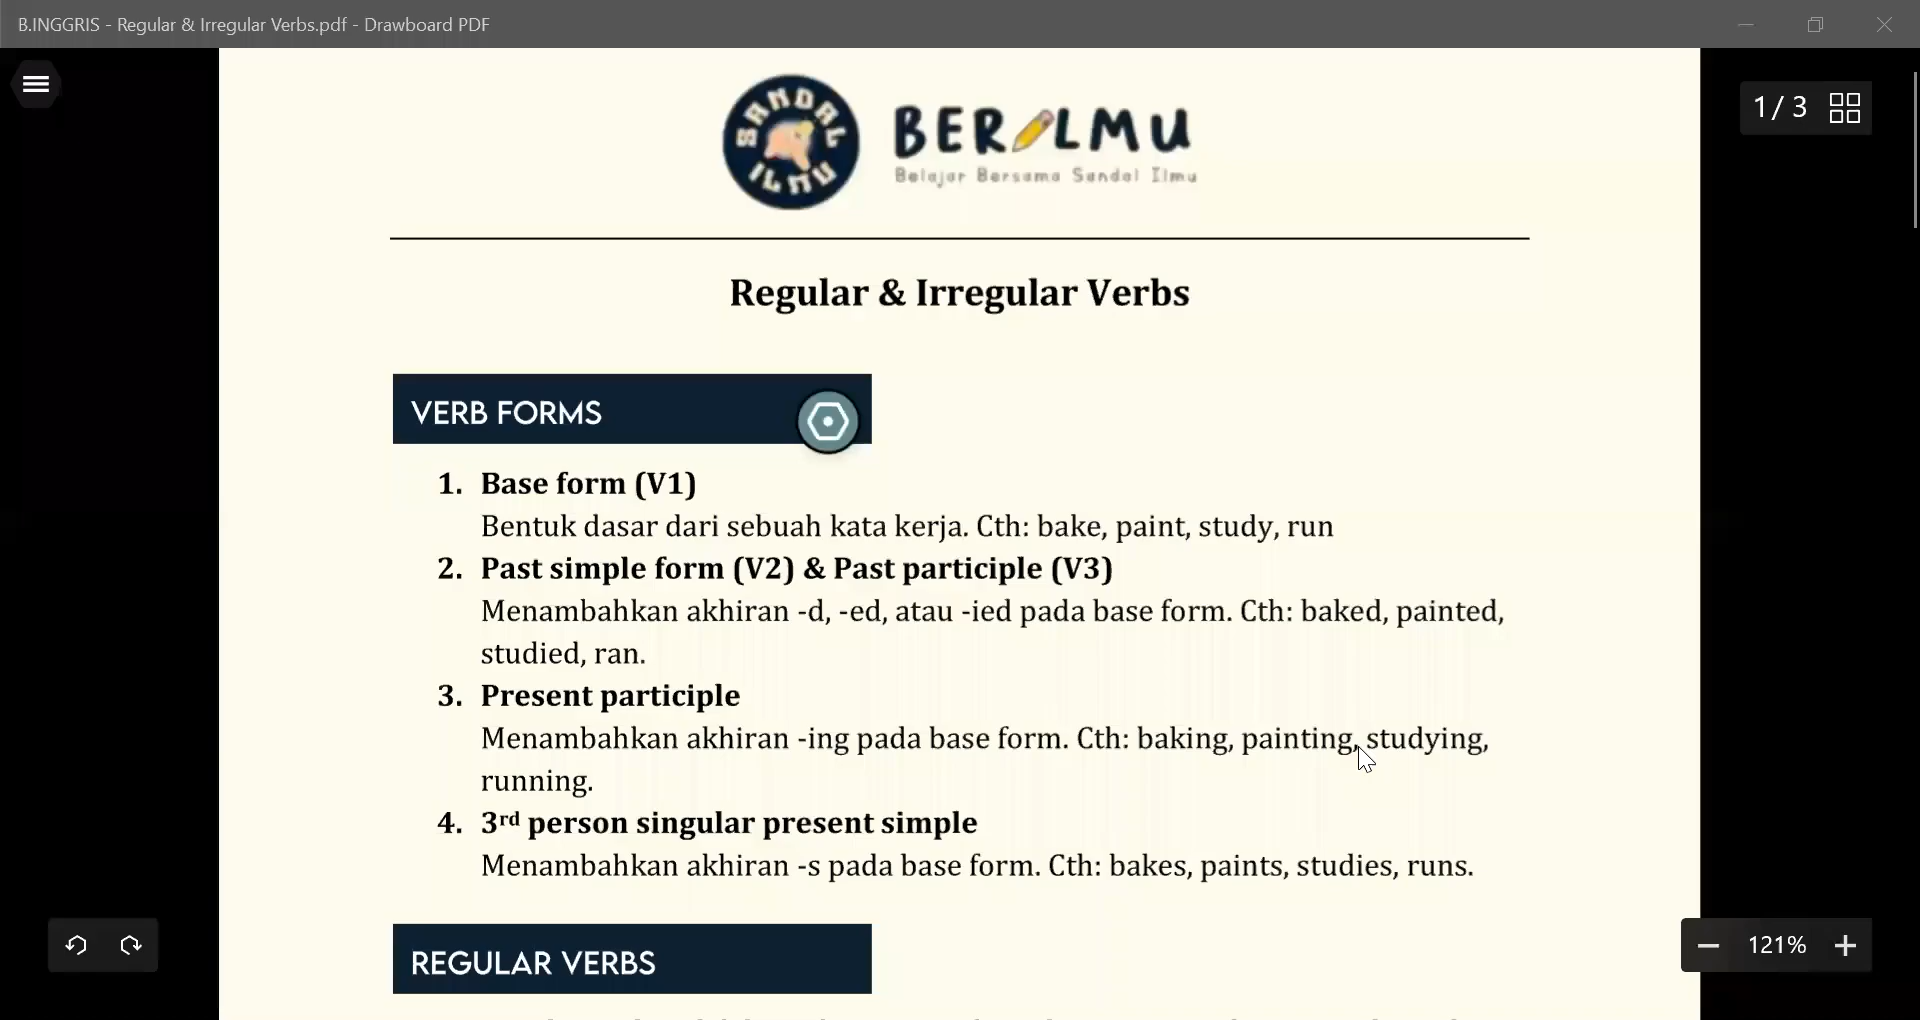 B.INGGRIS - Regular & Irregular Verbs.pdf - Drawboard PDF
1 / 3
SANDAL ILMU
BERILMU
Belajar Bersama Sandal Ilmu
Regular & Irregular Verbs
VERB FORMS
1. Base form (V1)
Bentuk dasar dari sebuah kata kerja. Cth: bake, paint, study, run
2. Past simple form (V2) & Past participle (V3)
Menambahkan akhiran -d, -ed, atau -ied pada base form. Cth: baked, painted,
studied, ran.
3. Present participle
Menambahkan akhiran -ing pada base form. Cth: baking, painting, studying,
running.
4. 3rd person singular present simple
Menambahkan akhiran -s pada base form. Cth: bakes, paints, studies, runs.
REGULAR VERBS
121%